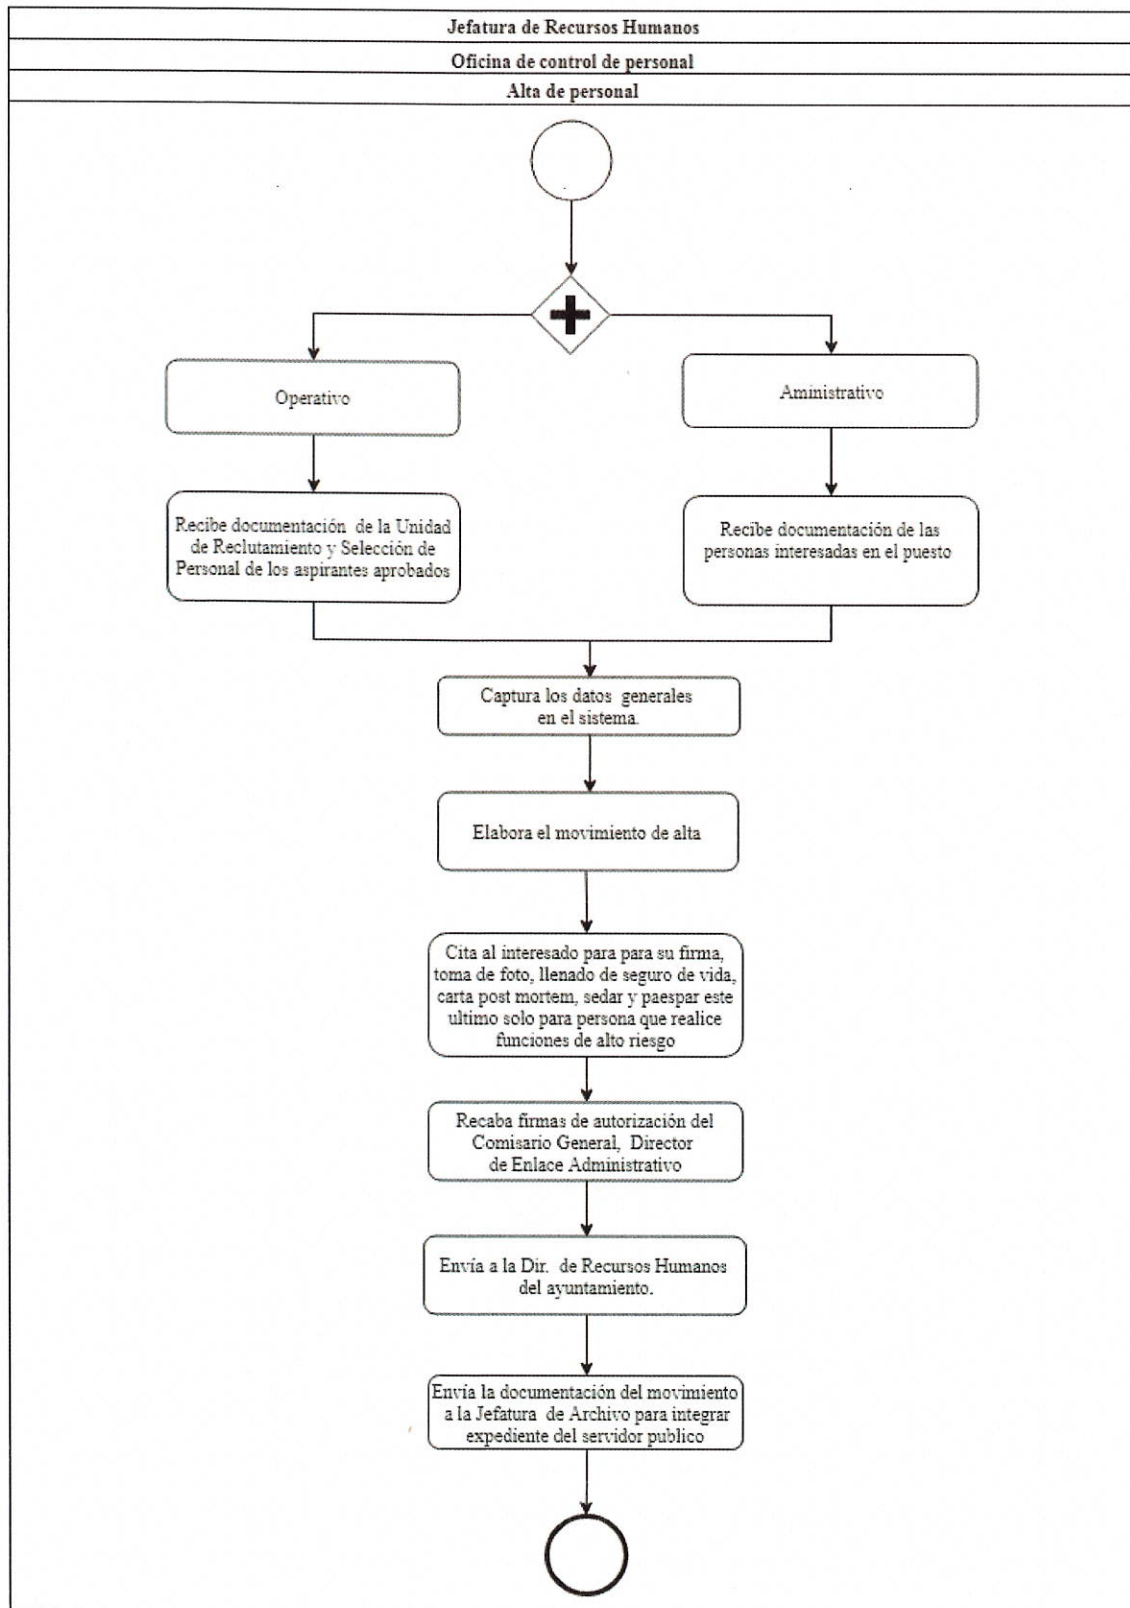 Jefatura de Recursos Humanos
Oficina de control de personal
Alta de personal
Operativo
Aministrativo
Recibe documentación de la Unidad
de Reclutamiento y Selección de
Personal de los aspirantes aprobados
Recibe documentación de las
personas interesadas en el puesto
Captura los datos generales
en el sistema.
Elabora el movimiento de alta
Cita al interesado para para su firma,
toma de foto, llenado de seguro de vida,
carta post mortem, sedar y paespar este
ultimo solo para persona que realice
funciones de alto riesgo
Recaba firmas de autorización del
Comisario General, Director
de Enlace Administrativo
Envía a la Dir. de Recursos Humanos
del ayuntamiento.
Envía la documentación del movimiento
a la Jefatura de Archivo para integrar
expediente del servidor publico